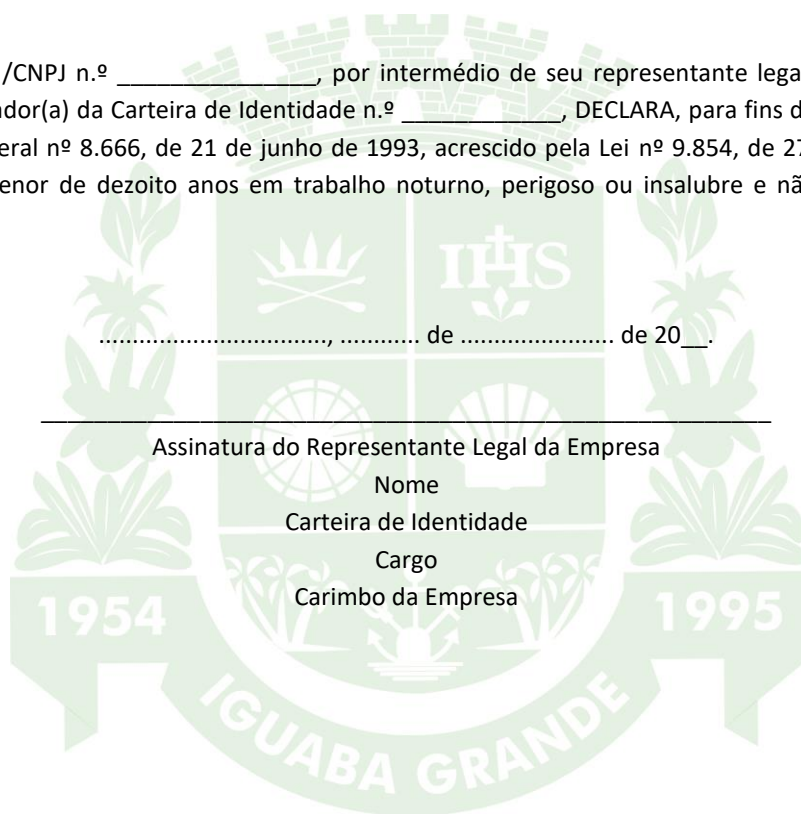 /CNPJ n.º _______________, por intermédio de seu representante lega
ador(a) da Carteira de Identidade n.º ____________, DECLARA, para fins d
eral nº 8.666, de 21 de junho de 1993, acrescido pela Lei nº 9.854, de 27
enor de dezoito anos em trabalho noturno, perigoso ou insalubre e nã
IHS
.................................., ............ de ....................... de 20__.
_______________________________________________________
Assinatura do Representante Legal da Empresa
Nome
Carteira de Identidade
Cargo
Carimbo da Empresa
1954
1995
IGUABA GRANDE